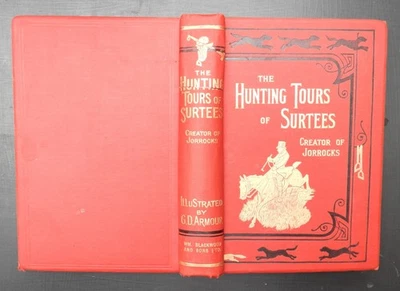 THE
HUNTING
TOURS OF
SURTEES
CREATOR OF
JORROCKS
ILLUSTRATED
BY
G.D. ARMOUR
WM. BLACKWOOD
AND SONS LTD
THE
HUNTING TOURS
OF SURTEES
CREATOR OF
JORROCKS